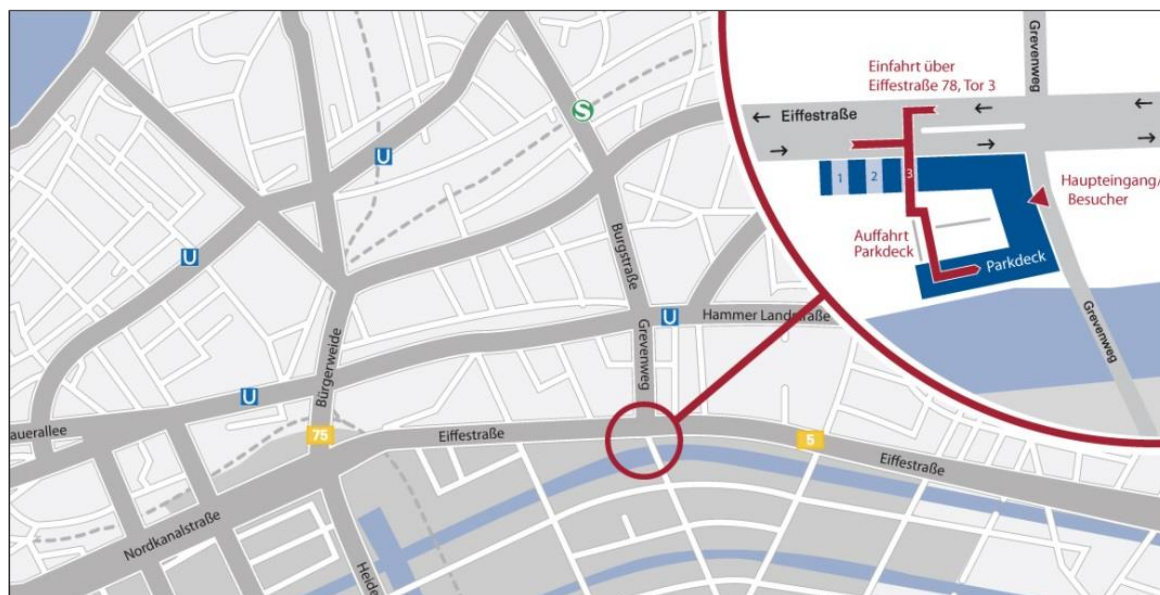 Grevenweg
Einfahrt über
Eiffestraße 78, Tor 3
Eiffestraße
1
2
3
Haupteingang/
Besucher
Auffahrt
Parkdeck
Parkdeck
Grevenweg
S
U
U
Burgstraße
U
Hammer Landstraße
Bürgerweide
Grevenweg
U
auerallee
75
Eiffestraße
5
Eiffestraße
Nordkanalstraße
Heide